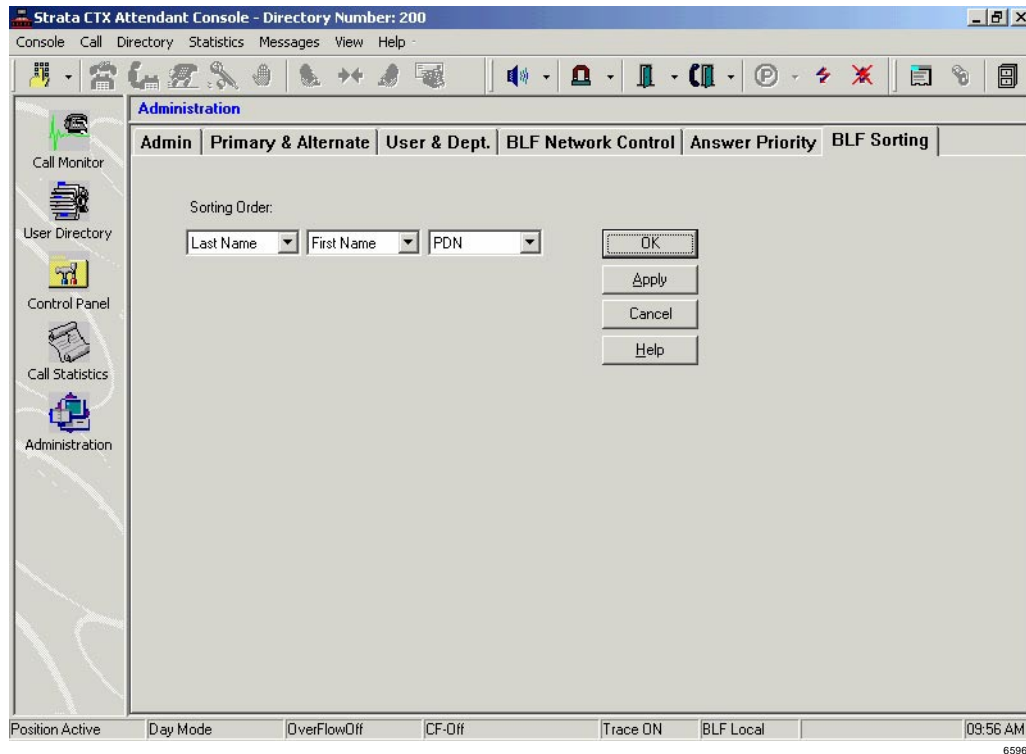 Strata CTX Attendant Console - Directory Number: 200
Console Call Directory Statistics Messages View Help
Administration
Admin Primary & Alternate User & Dept. BLF Network Control Answer Priority BLF Sorting
Call Monitor
User Directory
Control Panel
Call Statistics
Administration
Sorting Order:
Last Name First Name PDN
OK
Apply
Cancel
Help
Position Active Day Mode OverFlowOff CF-Off Trace ON BLF Local 09:56 AM
6596